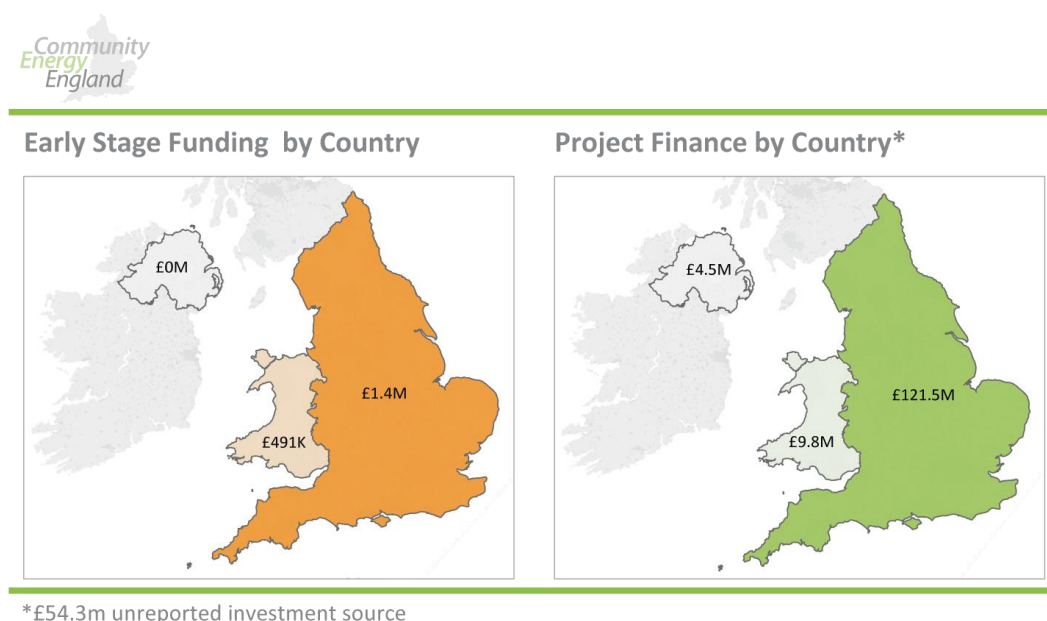 Community
Energy
England
Early Stage Funding by Country
Project Finance by Country*
£0M
£1.4M
£491K
£4.5M
£121.5M
£9.8M
*£54.3m unreported investment source